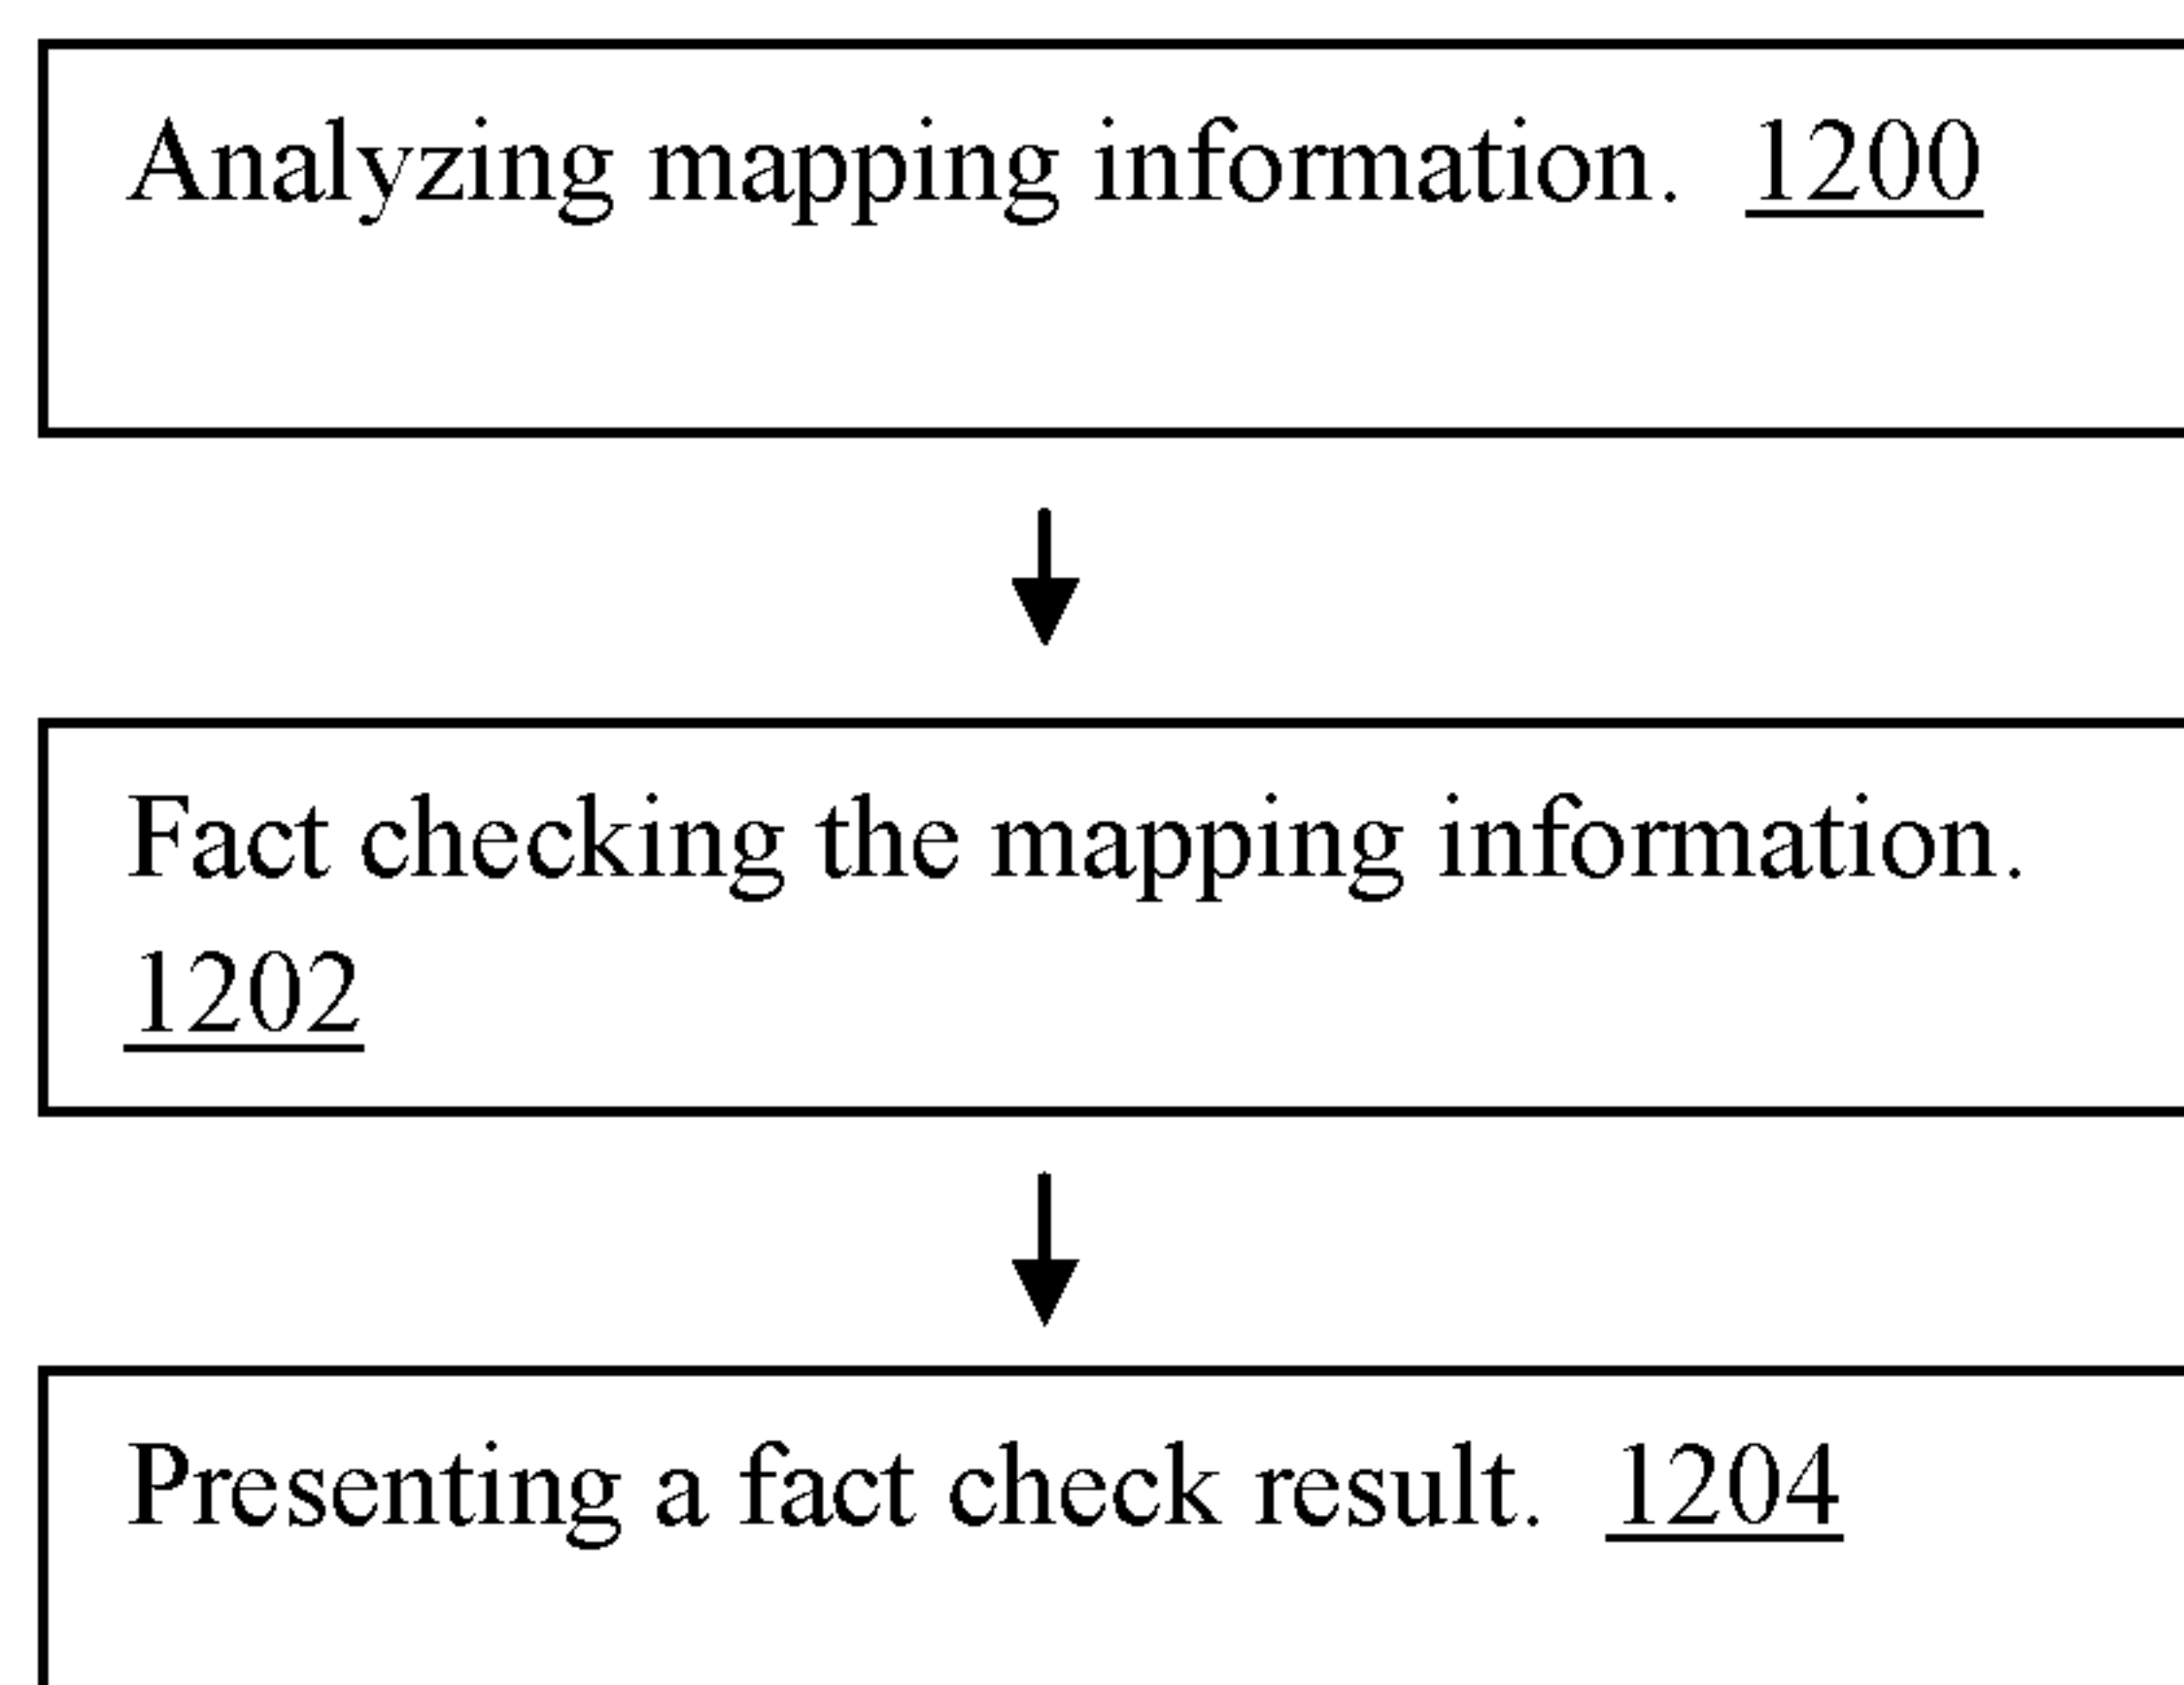 Analyzing mapping information. 1200
Fact checking the mapping information.
1202
Presenting a fact check result. 1204